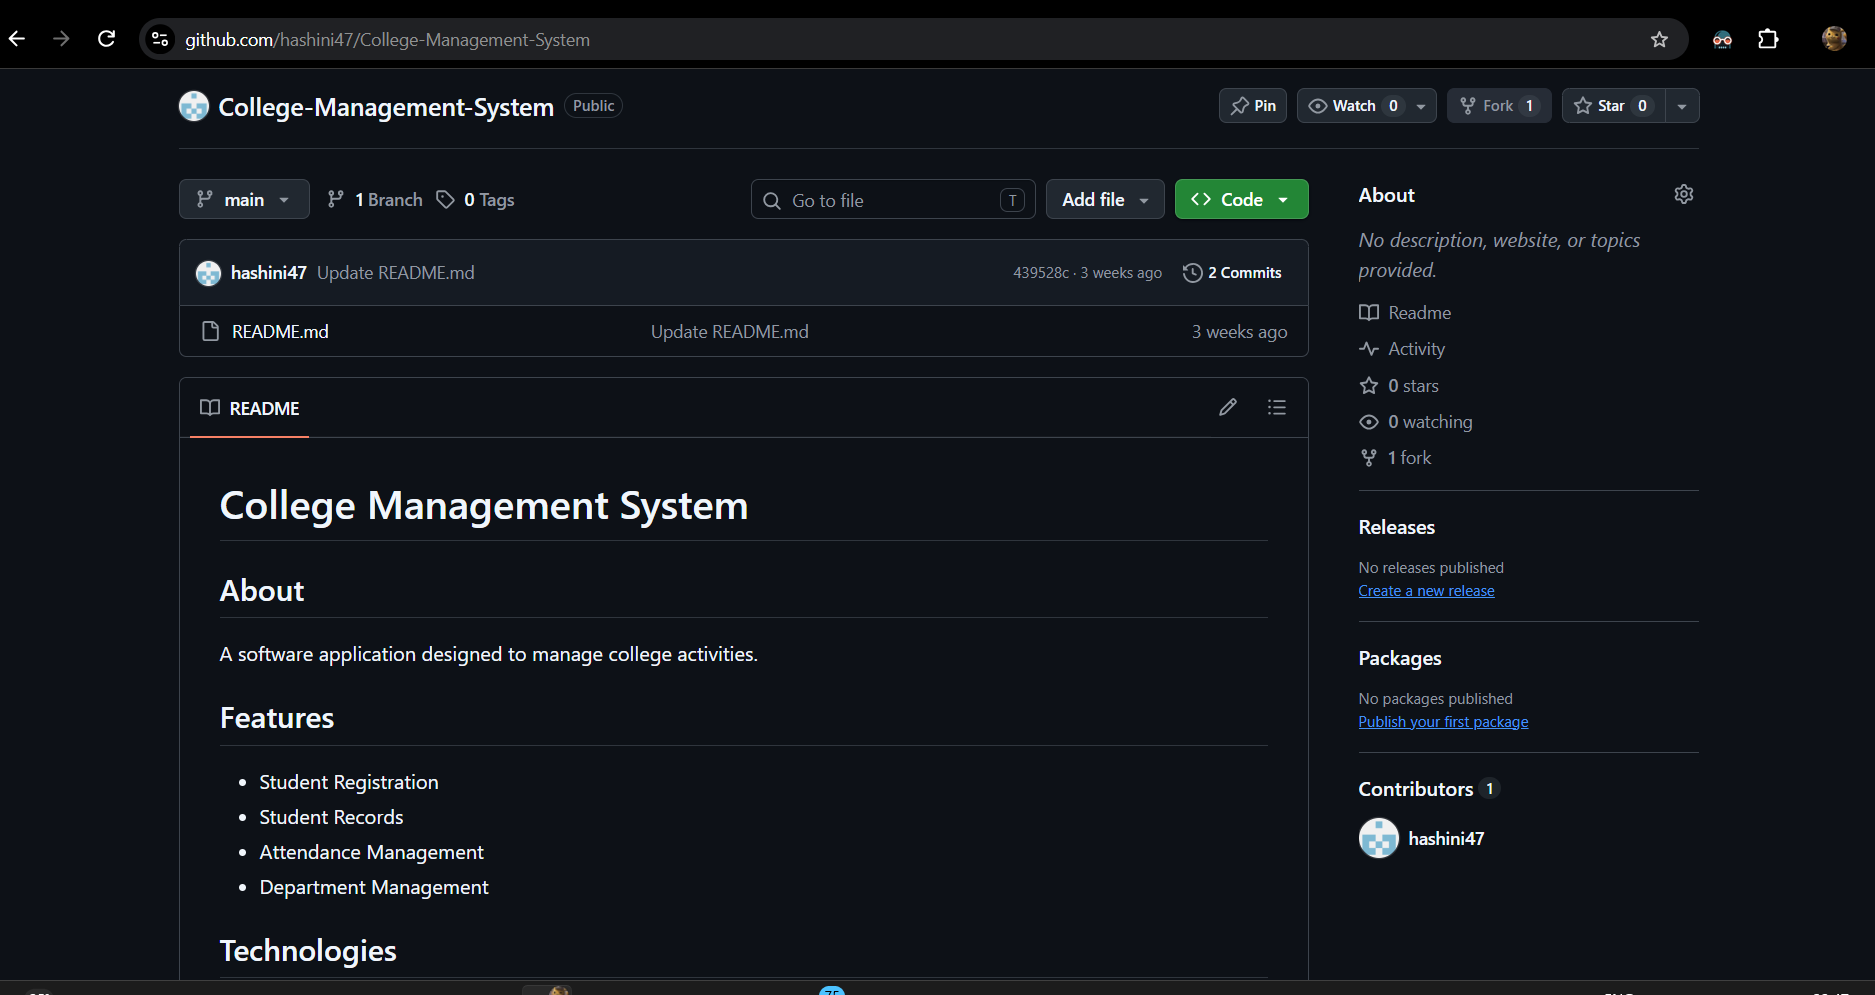 github.com/hashini47/College-Management-System
College-Management-System Public
Pin
Watch 0
Fork 1
Star 0
main
1 Branch
0 Tags
Go to file T
Add file
Code
About
No description, website, or topics
provided.
hashini47 Update README.md
439528c · 3 weeks ago
2 Commits
README.md Update README.md 3 weeks ago
Readme
Activity
0 stars
0 watching
1 fork
README
College Management System
About
A software application designed to manage college activities.
Features
Student Registration
Student Records
Attendance Management
Department Management
Technologies
Releases
No releases published
Create a new release
Packages
No packages published
Publish your first package
Contributors 1
hashini47